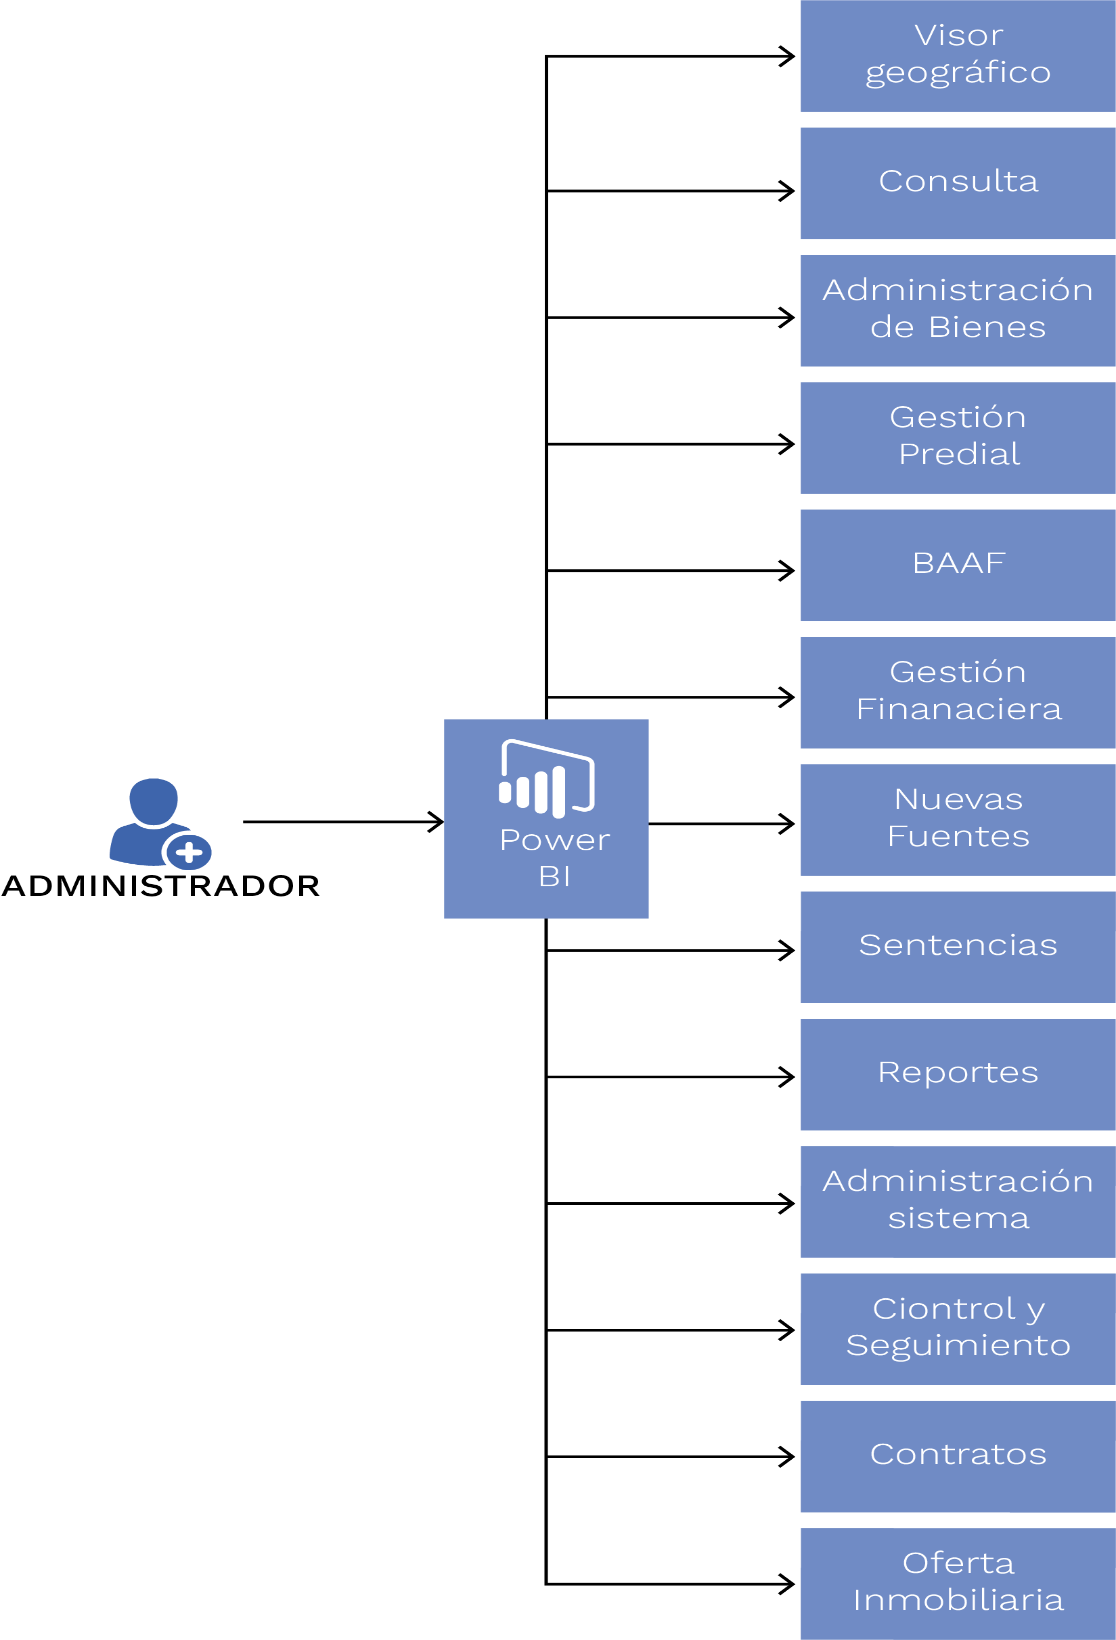 Visor
geográfico
Consulta
Administración
de Bienes
Gestión
Predial
BAAF
Gestión
Finanaciera
Power
BI
ADMINISTRADOR
Nuevas
Fuentes
Sentencias
Reportes
Administración
sistema
Ciontrol y
Seguimiento
Contratos
Oferta
Inmobiliaria